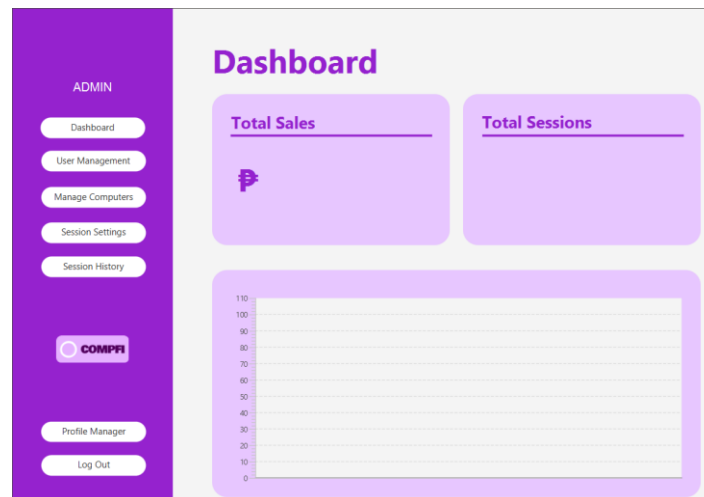 ADMIN
Dashboard
User Management
Manage Computers
Session Settings
Session History
COMPFI
Profile Manager
Log Out
Dashboard
Total Sales
₱
Total Sessions
110
100
90
80
70
60
50
40
30
20
10
0